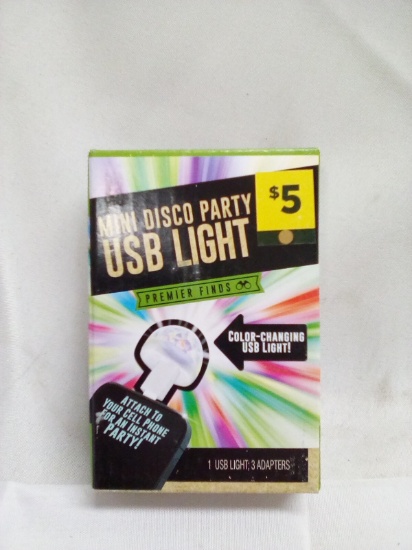 $5
MINI DISCO PARTY
USB LIGHT
PREMIER FINDS
COLOR-CHANGING
USB LIGHT!
ATTACH TO
YOUR CELL PHONE
FOR AN INSTANT
PARTY!
1 USB LIGHT; 3 ADAPTERS